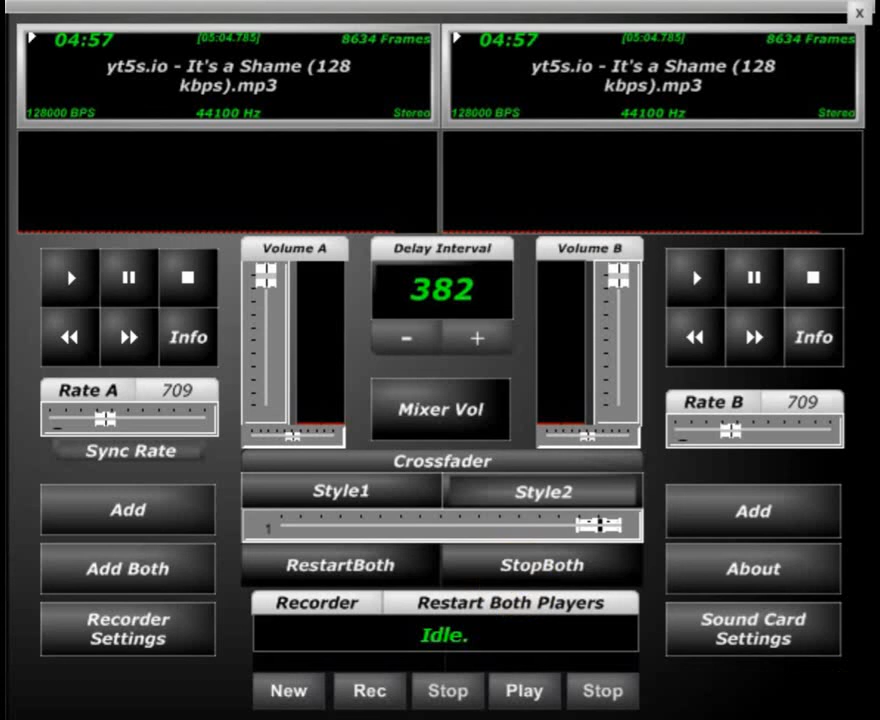 x
04:57 [05:04.785] 8634 Frames
yt5s.io - It's a Shame (128
kbps).mp3
128000 BPS 44100 Hz Stereo
04:57 [05:04.785] 8634 Frames
yt5s.io - It's a Shame (128
kbps).mp3
128000 BPS 44100 Hz Stereo
Volume A
Delay Interval
Volume B
382
- +
Info
Info
Rate A 709
Mixer Vol
Rate B 709
Sync Rate
Crossfader
Style1 Style2
1
Add
Add
RestartBoth StopBoth
Add Both
About
Recorder Restart Both Players
Recorder
Settings
Idle.
Sound Card
Settings
New Rec Stop Play Stop